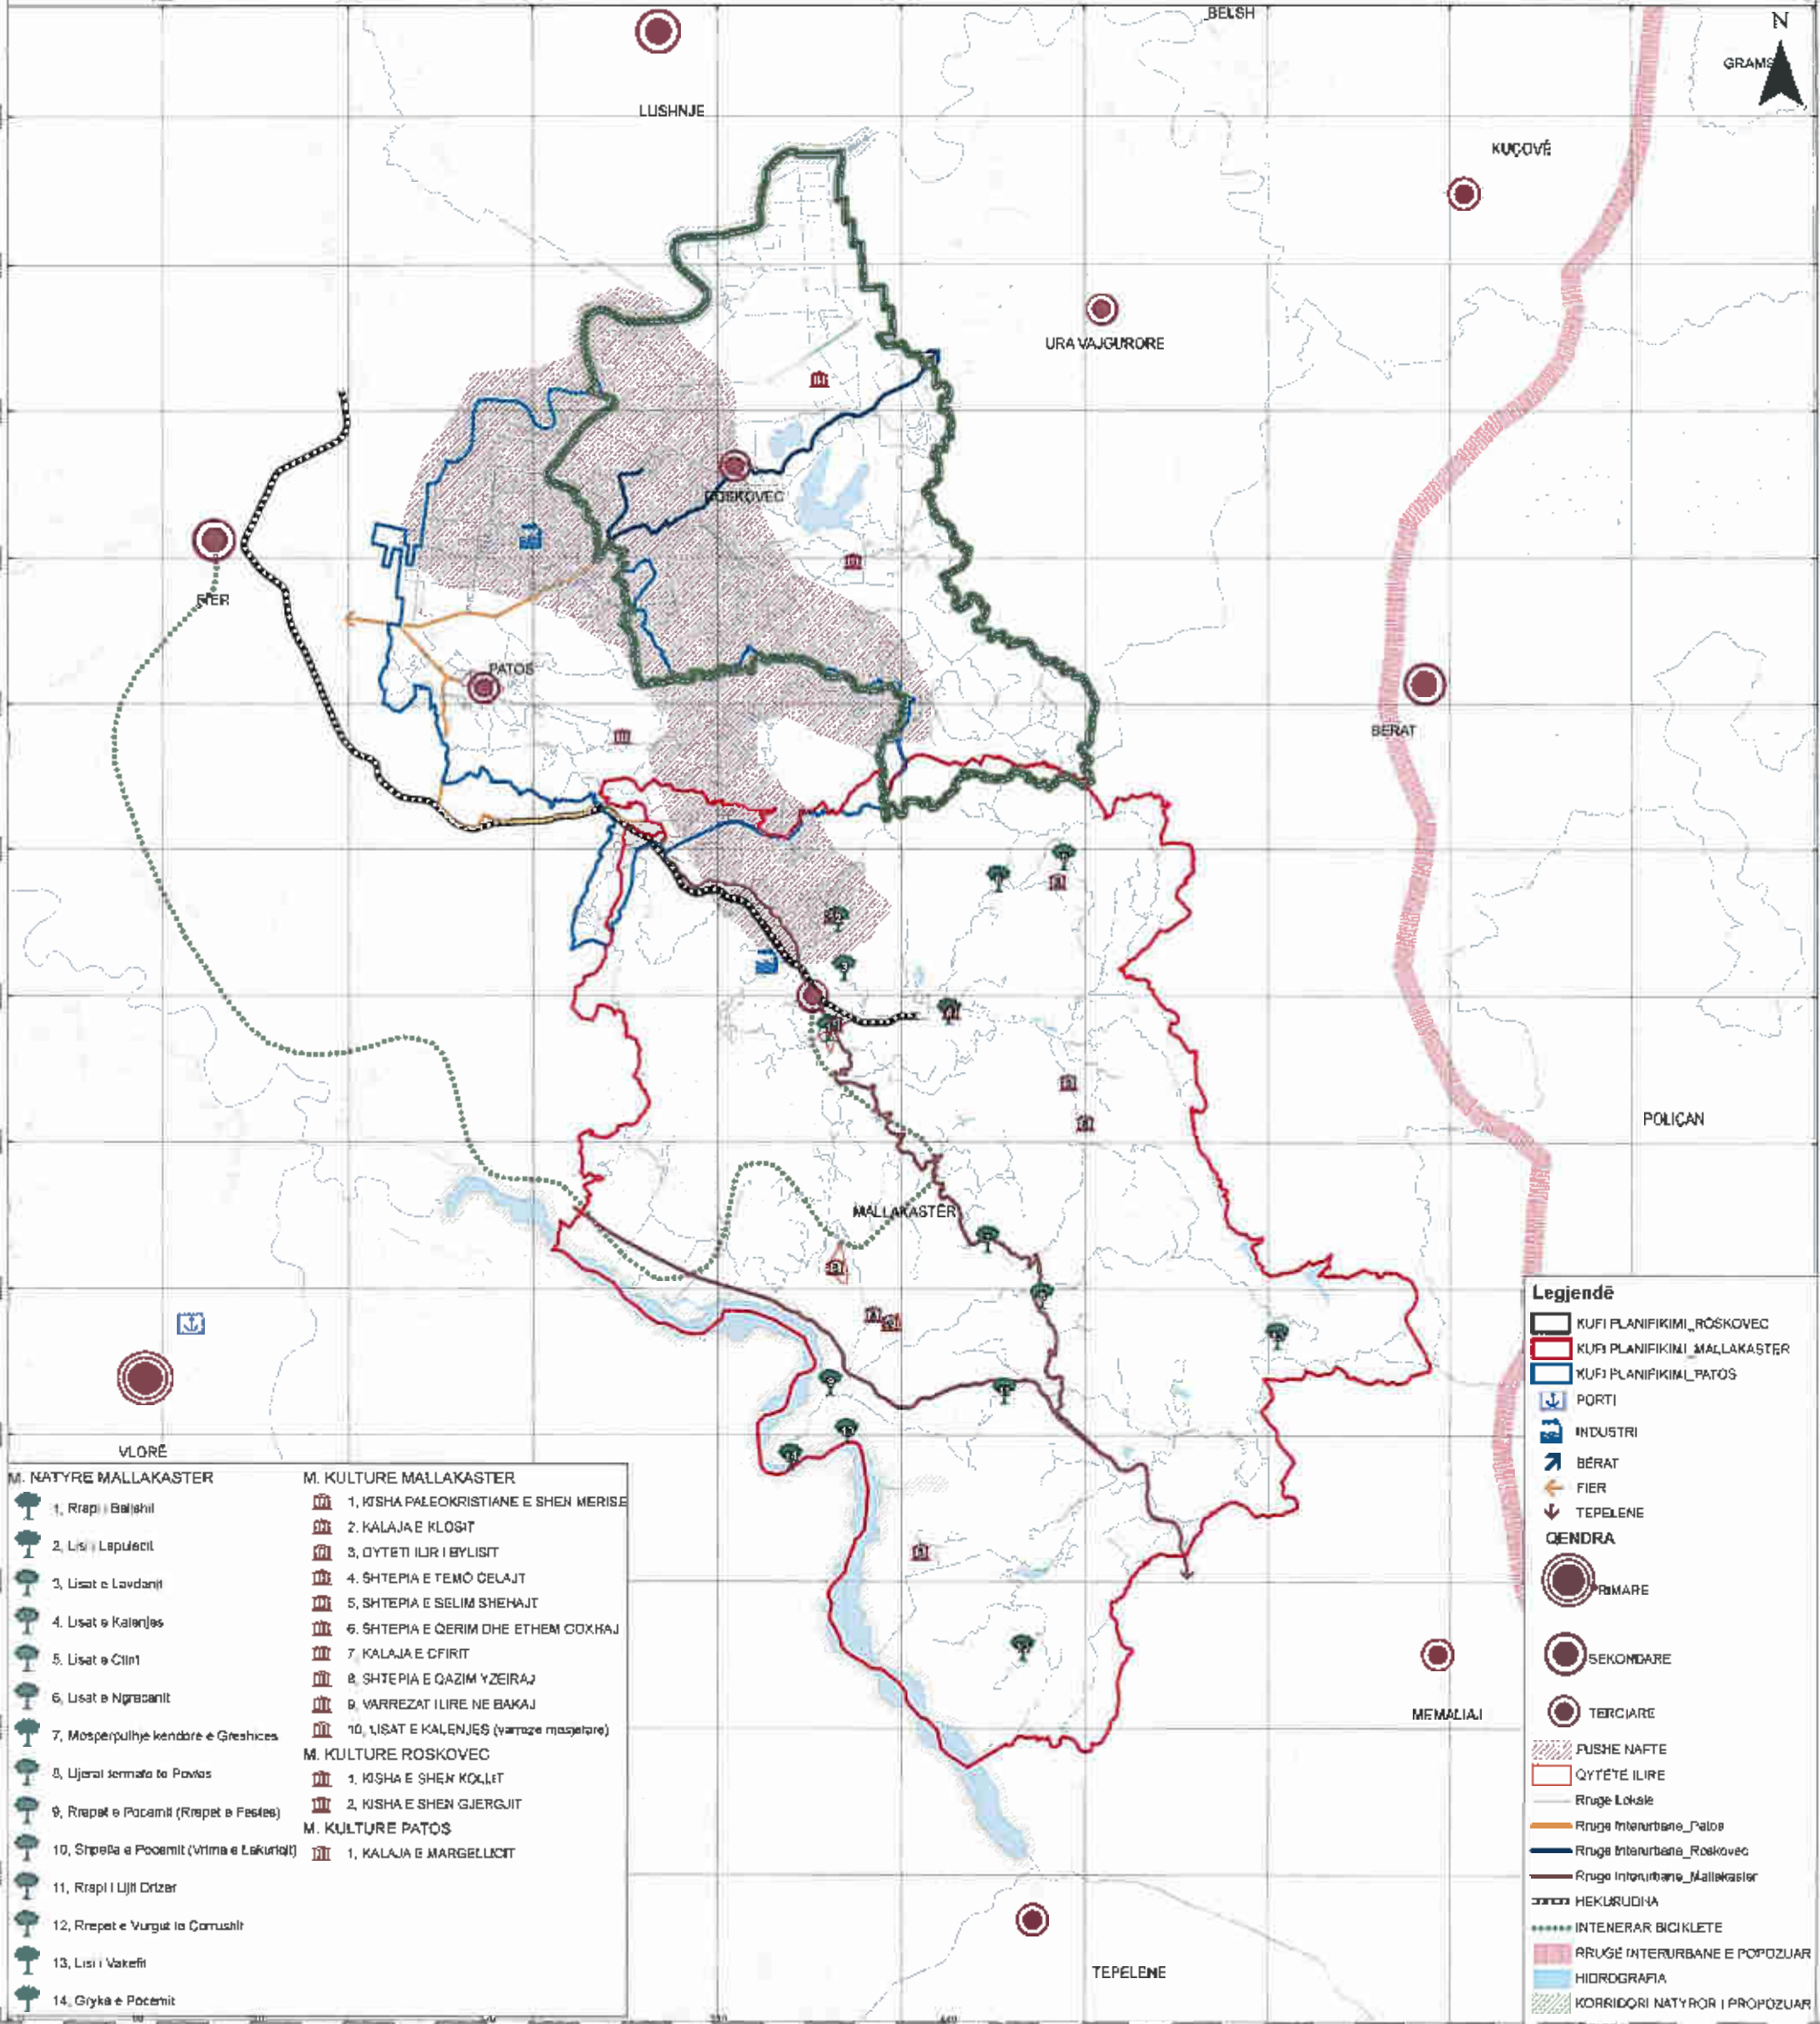 BELSH
N
GRAMS
LUSHNJE
KUÇOVË
URA VAJGURORE
ROSKOVEC
FIER
PATOS
BERAT
POLIÇAN
MALLAKASTËR
VLORË
MEMALIAJ
TEPELENE
M. NATYRE MALLAKASTER
1, Rrapi i Ballshit
2, Lisi i Lapulecit
3, Lisat e Lavdanit
4. Lisat e Kalenjes
5. Lisat e Cfirit
6, Lisat e Ngracanit
7, Mosperputhje kendore e Greshices
8, Ujerat termale te Povlas
9, Rrapet e Pocemit (Rrapet e Festes)
10, Shpella e Pocemit (Vrima e Lakuriqit)
11, Rrapi i Ujit Drizar
12, Rrepet e Vurgut te Corrushit
13, Lisi i Vakefit
14, Gryka e Pocemit
M. KULTURE MALLAKASTER
1, KISHA PALEOKRISTIANE E SHEN MERISE
2. KALAJA E KLOSIT
3, QYTETI ILIR I BYLISIT
4. SHTEPIA E TEMO CELAJT
5, SHTEPIA E SELIM SHEHAJT
6. SHTEPIA E QERIM DHE ETHEM GOXHAJ
7, KALAJA E CFIRIT
8, SHTEPIA E QAZIM YZEIRAJ
9, VARREZAT ILIRE NE BAKAJ
10, LISAT E KALENJES (varreze mesjetare)
M. KULTURE ROSKOVEC
1, KISHA E SHEN KOLLIT
2, KISHA E SHEN GJERGJIT
M. KULTURE PATOS
1, KALAJA E MARGELLICIT
Legjendë
KUFI PLANIFIKIMI_ROSKOVEC
KUFI PLANIFIKIMI_MALLAKASTER
KUFI PLANIFIKIMI_PATOS
PORTI
INDUSTRI
BERAT
FIER
TEPELENE
QENDRA
PRIMARE
SEKONDARE
TERCIARE
FUSHE NAFTE
QYTETE ILIRE
Rruge Lokale
Rruge Interurbane_Patos
Rruge Interurbane_Roskovec
Rruge Interurbane_Mallakaster
HEKURUDHA
INTENERAR BICIKLETE
RRUGE INTERURBANE E POPOZUAR
HIDROGRAFIA
KORRIDORI NATYROR I PROPOZUAR